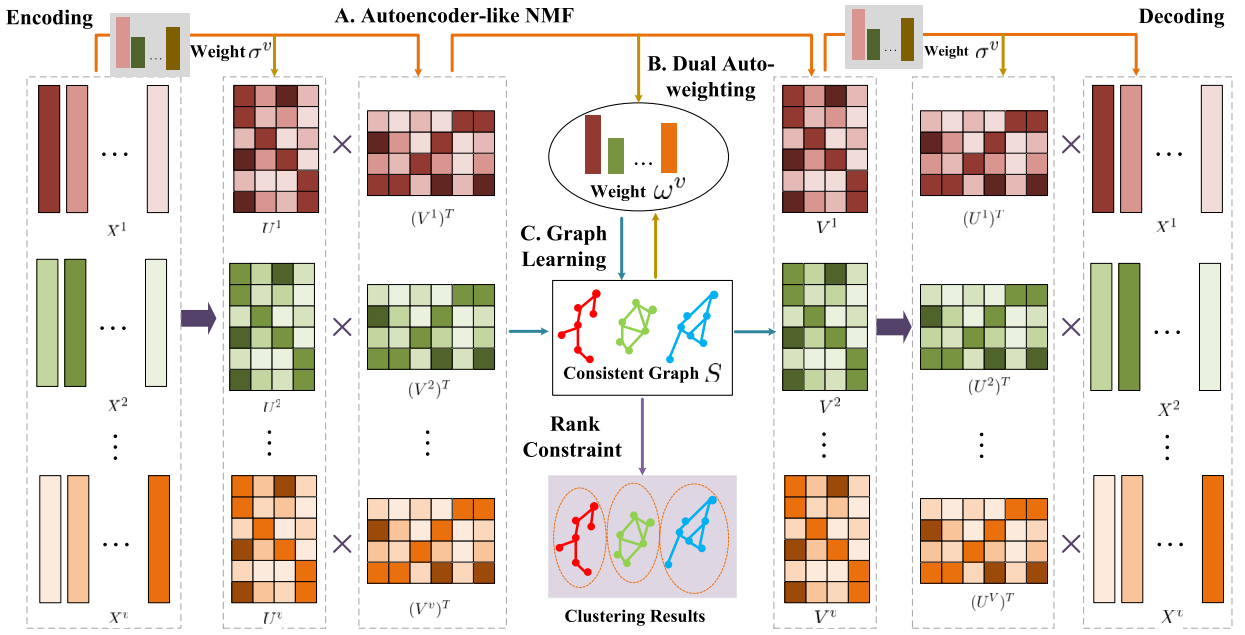 Encoding
A. Autoencoder-like NMF
Decoding
...
Weight σ^v
...
Weight σ^v
B. Dual Auto-
weighting
...
...
Weight ω^v
...
X^1
U^1
×
(V^1)^T
V^1
(U^1)^T
×
X^1
C. Graph
Learning
...
×
×
...
X^2
U^2
(V^2)^T
Consistent Graph S
V^2
(U^2)^T
X^2
⋮
⋮
⋮
⋮
⋮
⋮
Rank
Constraint
...
×
×
...
X^v
U^v
(V^v)^T
Clustering Results
V^v
(U^V)^T
X^v